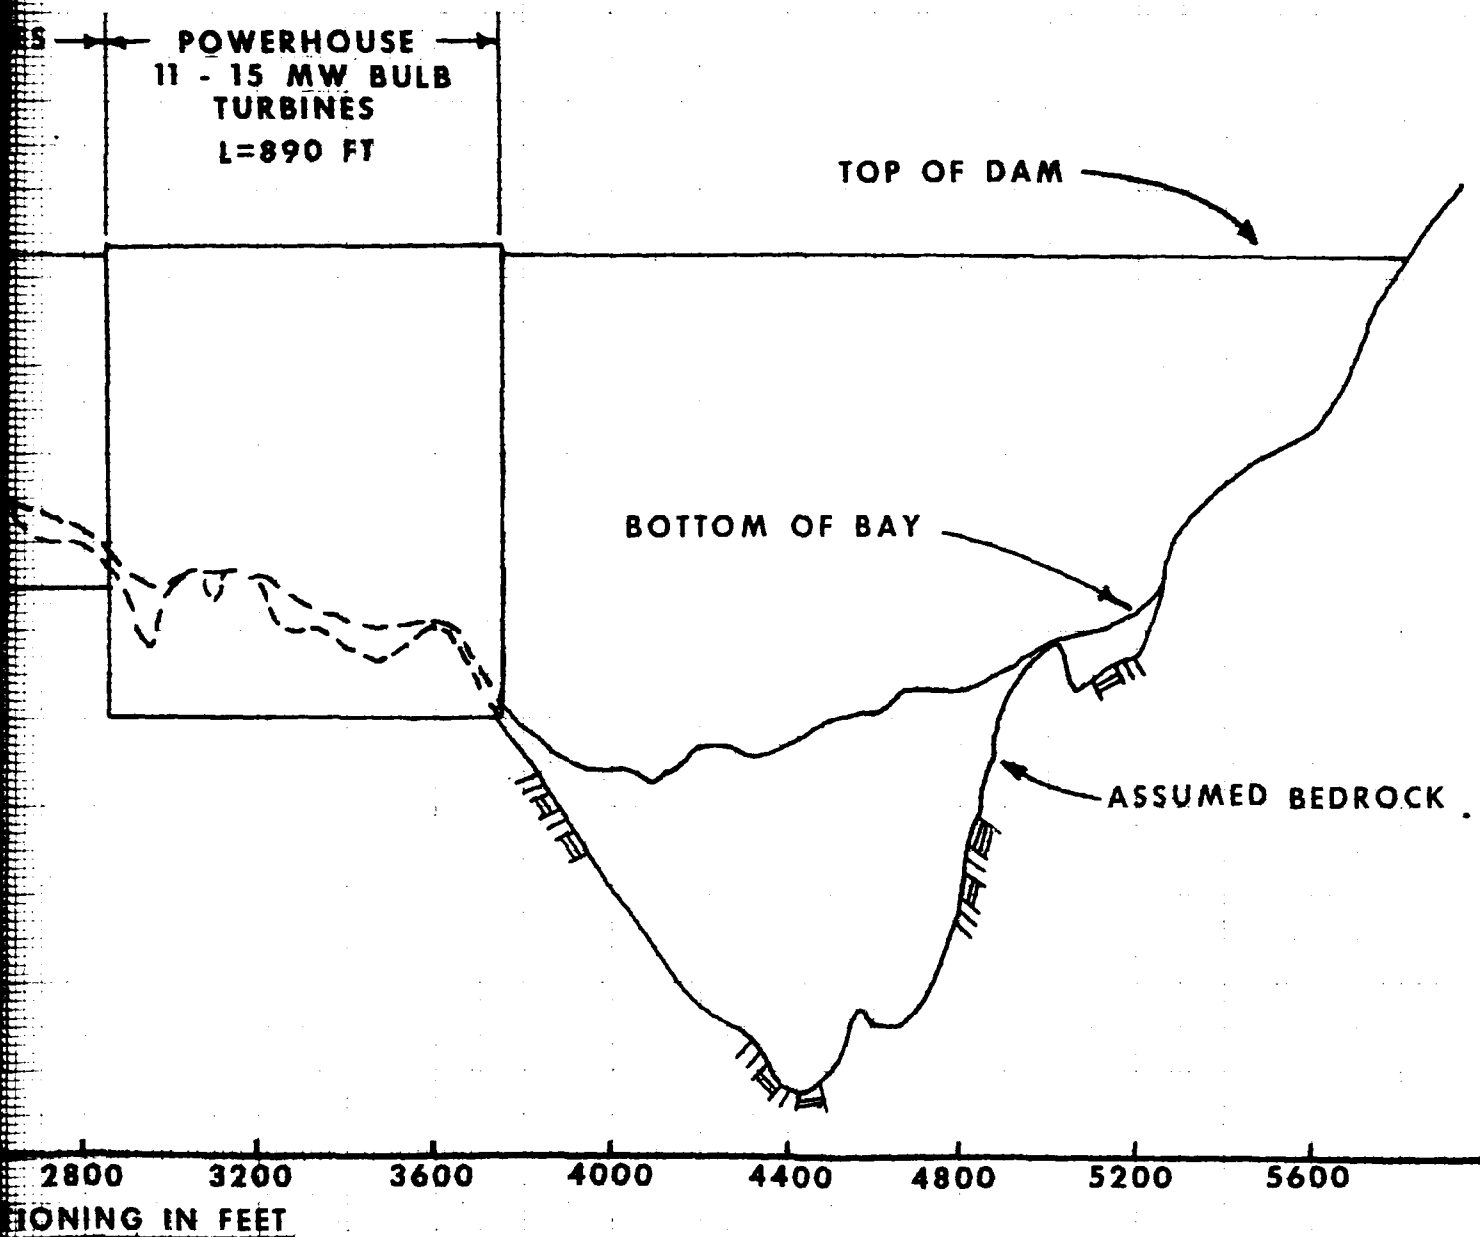 POWERHOUSE
11 - 15 MW BULB
TURBINES
L=890 FT
TOP OF DAM
BOTTOM OF BAY
ASSUMED BEDROCK
2800 3200 3600 4000 4400 4800 5200 5600
IONING IN FEET